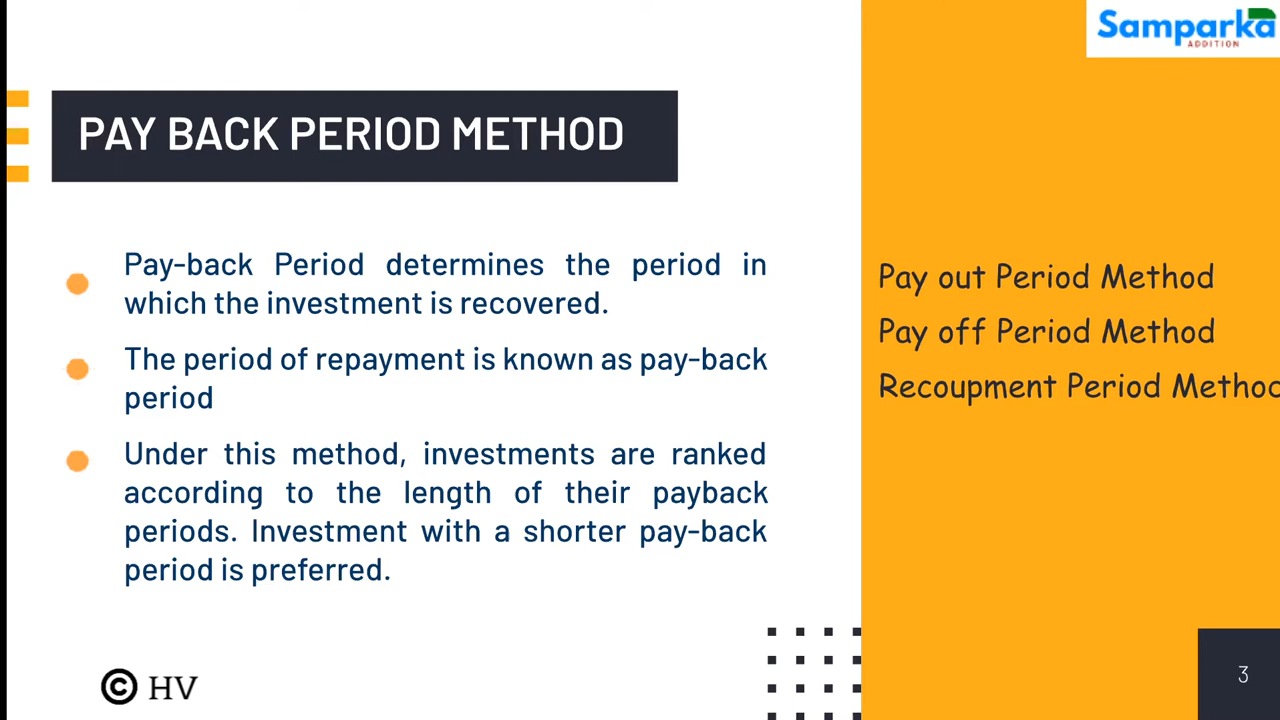 Samparka
ADDITION
PAY BACK PERIOD METHOD
Pay-back Period determines the period in
which the investment is recovered.
The period of repayment is known as pay-back
period
Under this method, investments are ranked
according to the length of their payback
periods. Investment with a shorter pay-back
period is preferred.
Pay out Period Method
Pay off Period Method
Recoupment Period Method
© HV
3